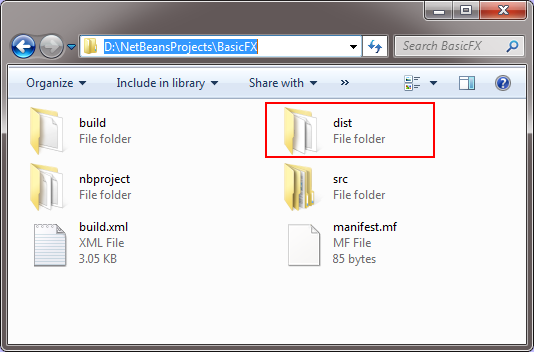 D:\NetBeansProjects\BasicFX
Search BasicFX
Organize
Include in library
Share with
»
build
File folder
dist
File folder
nbproject
File folder
src
File folder
build.xml
XML File
3.05 KB
manifest.mf
MF File
85 bytes